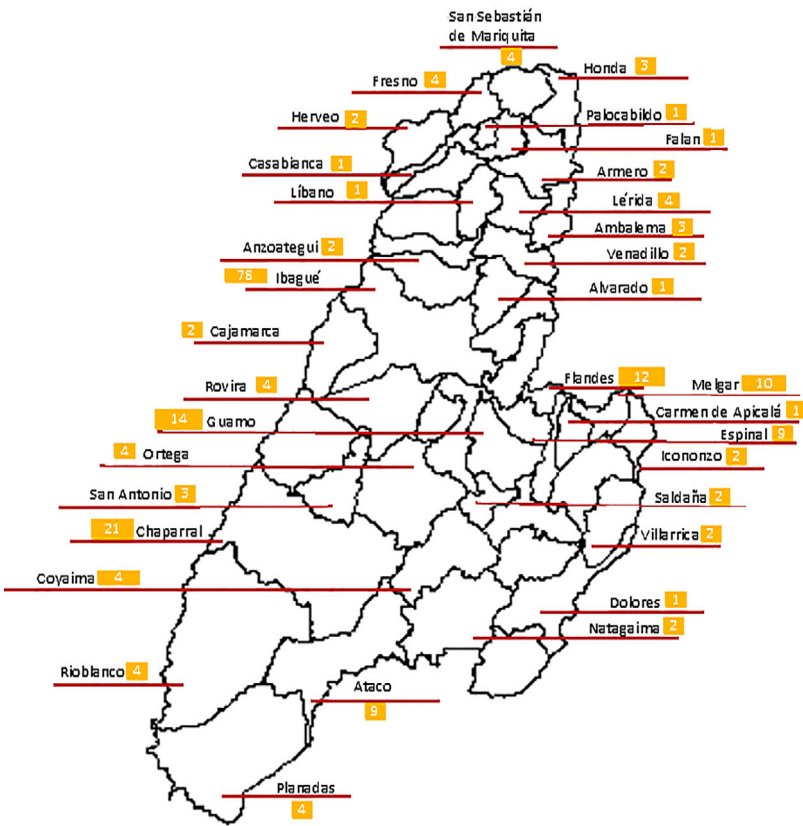 San Sebastián
de Mariquita
4
Fresno 4
Honda 3
Herveo 2
Palocabildo 1
Falan 1
Casabianca 1
Armero 2
Líbano 1
Lérida 4
Ambalema 3
Anzoategui 2
Venadillo 2
78 Ibagué
Alvarado 1
2 Cajamarca
Flandes 12
Melgar 10
Rovira 4
Carmen de Apicalá 1
14 Guamo
Espinal 9
4 Ortega
Icononzo 2
San Antonio 3
Saldaña 2
21 Chaparral
Villarrica 2
Coyaima 4
Dolores 1
Natagaima 2
Rioblanco 4
Ataco
9
Planadas
4